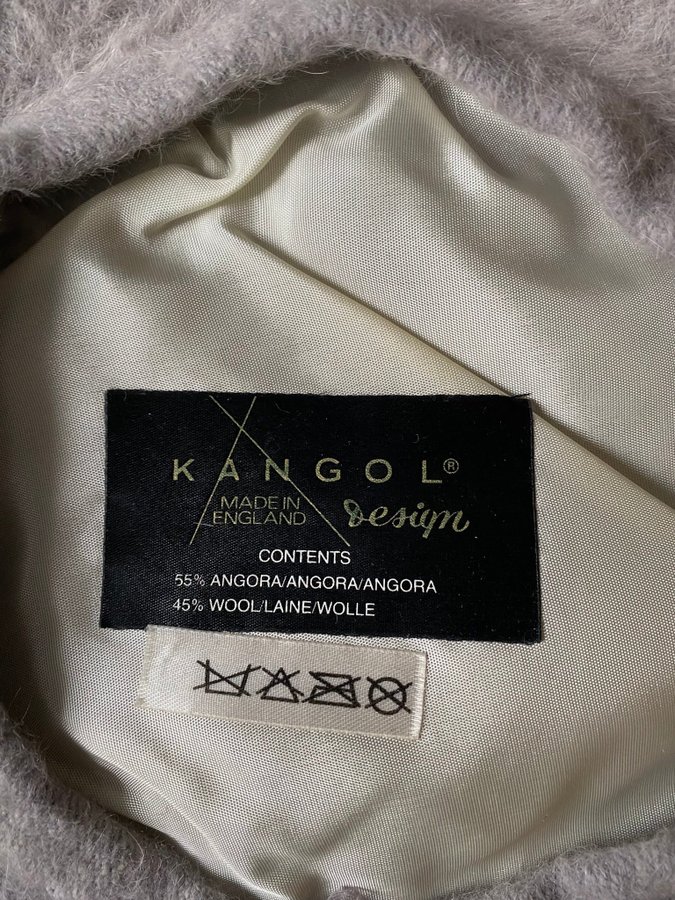 KANGOL®
MADE IN
ENGLAND
Design
CONTENTS
55% ANGORA/ANGORA/ANGORA
45% WOOL/LAINE/WOLLE